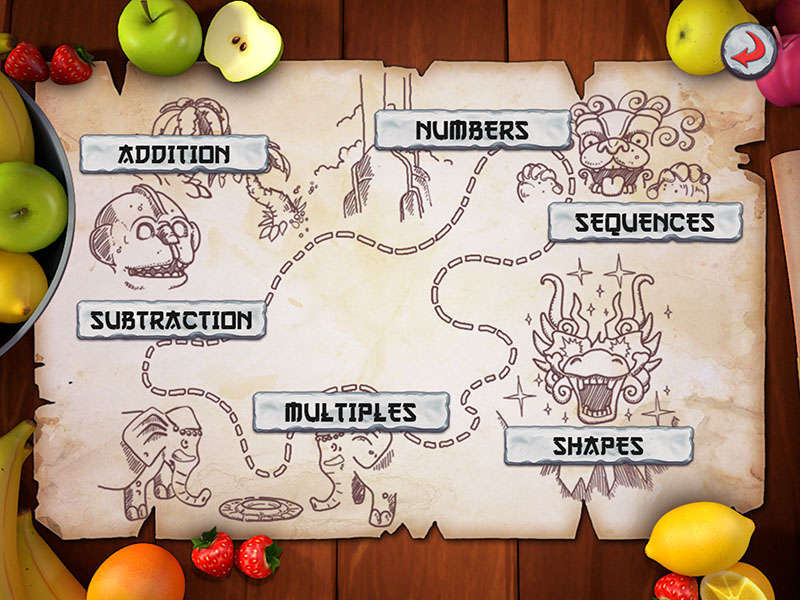 NUMBERS
ADDITION
SEQUENCES
SUBTRACTION
MULTIPLES
SHAPES